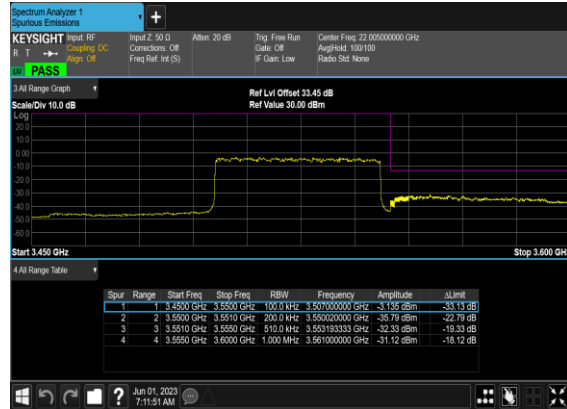 Spectrum Analyzer 1
Spurious Emissions
+
KEYSIGHT Input: RF Input Z: 50 Ω Atten: 20 dB Trig: Free Run Center Freq: 22.005000000 GHz
R T Coupling: DC Corrections: Off Gate: Off Avg|Hold: 100/100
Align: Off Freq Ref: Int (S) IF Gain: Low Radio Std: None
PASS
3 All Range Graph
Ref Lvl Offset 33.45 dB
Scale/Div 10.0 dB Ref Value 30.00 dBm
Log
20.0
10.0
0.00
-10.0
-20.0
-30.0
-40.0
-50.0
-60.0
Start 3.450 GHz Stop 3.600 GH
4 All Range Table
Spur Range Start Freq Stop Freq RBW Frequency Amplitude ΔLimit
1 1 3.4500 GHz 3.5500 GHz 100.0 kHz 3.507000000 GHz -3.135 dBm -33.13 dB
2 2 3.5500 GHz 3.5510 GHz 200.0 kHz 3.550020000 GHz -35.79 dBm -22.79 dB
3 3 3.5510 GHz 3.5550 GHz 510.0 kHz 3.553193333 GHz -32.33 dBm -19.33 dB
4 4 3.5550 GHz 3.6000 GHz 1.000 MHz 3.561000000 GHz -31.12 dBm -18.12 dB
? Jun 01, 2023
7:11:51 AM